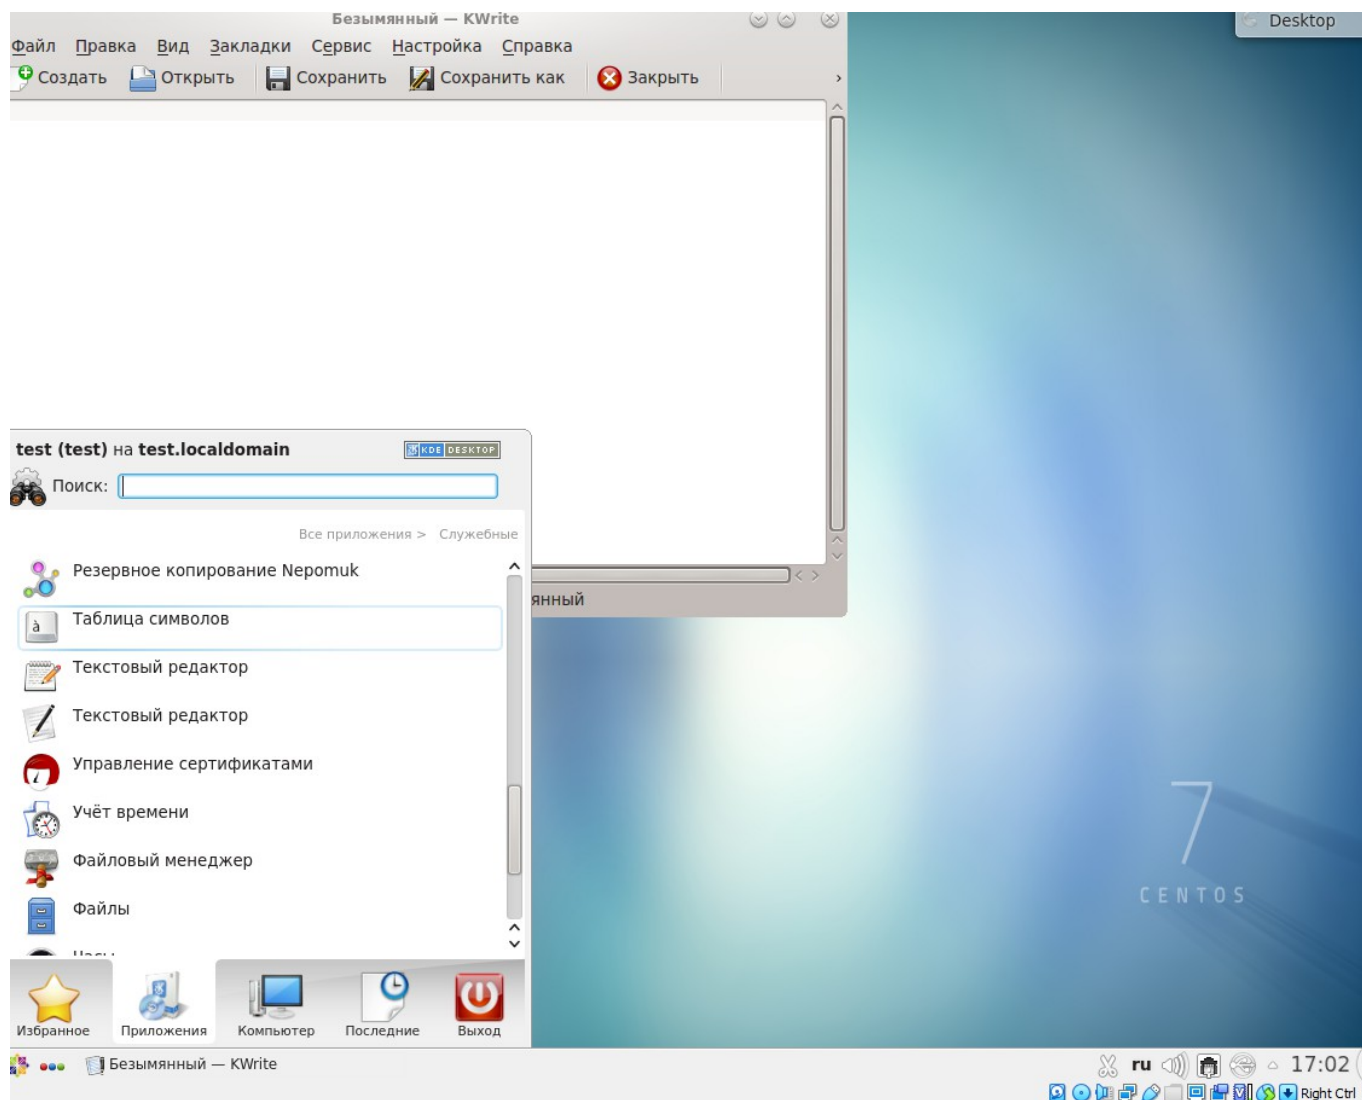 Безымянный — KWrite
Desktop
Файл Правка Вид Закладки Сервис Настройка Справка
Создать Открыть Сохранить Сохранить как Закрыть
test (test) на test.localdomain
KDE DESKTOP
Поиск:
Все приложения > Служебные
Резервное копирование Nepomuk
Таблица символов
Текстовый редактор
Текстовый редактор
Управление сертификатами
Учёт времени
Файловый менеджер
Файлы
янный
7
CENTOS
Избранное Приложения Компьютер Последние Выход
Безымянный — KWrite
ru 17:02
Right Ctrl